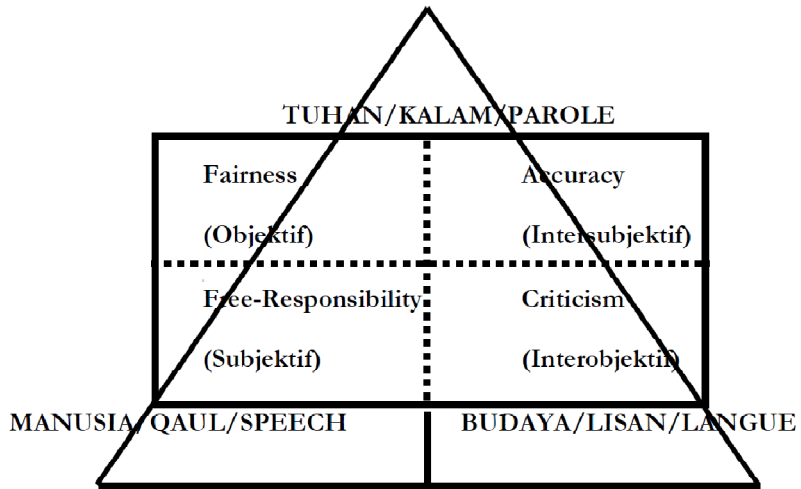 TUHAN/KALAM/PAROLE
Fairness
Accuracy
(Objektif)
(Intersubjektif)
Free-Responsibility
Criticism
(Subjektif)
(Interobjektif)
MANUSIA/QAUL/SPEECH
BUDAYA/LISAN/LANGUE